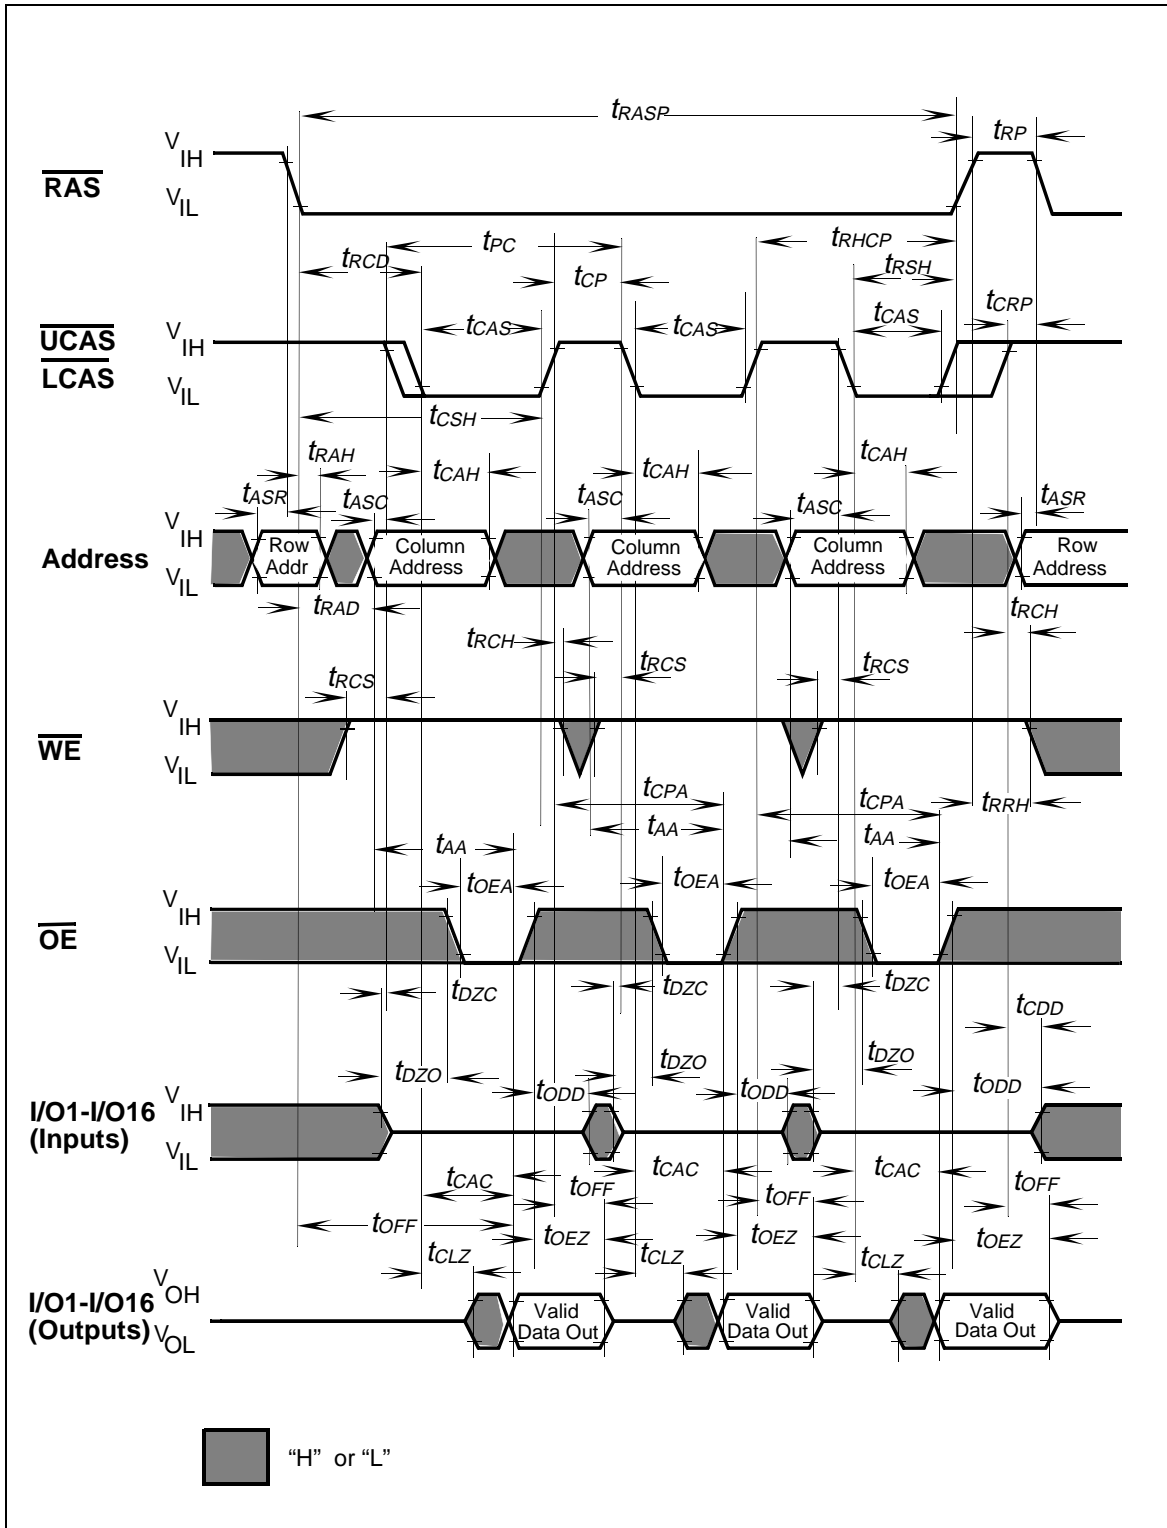 tRASP
tRP
VIH
RAS
VIL
tPC
tRHCP
tRCD
tCP
tRSH
tCRP
tCAS
tCAS
tCAS
UCAS
VIH
LCAS
VIL
tCSH
tRAH
tCAH
tCAH
tCAH
tASR
tASC
tASC
tASC
tASR
VIH
Address
Row Addr
Column Address
Column Address
Column Address
Row Address
VIL
tRAD
tRCH
tRCH
tRCS
tRCS
tRCS
VIH
WE
VIL
tCPA
tCPA
tRRH
tAA
tAA
tAA
tOEA
tOEA
tOEA
VIH
OE
VIL
tDZC
tDZC
tDZC
tCDD
tDZO
tDZO
tODD
tODD
tODD
I/O1-I/O16
(Inputs)
VIH
VIL
tCAC
tCAC
tCAC
tOFF
tOFF
tOFF
tOFF
tOEZ
tOEZ
tOEZ
tCLZ
tCLZ
tCLZ
VOH
I/O1-I/O16
(Outputs)
VOL
Valid Data Out
Valid Data Out
Valid Data Out
“H” or “L”